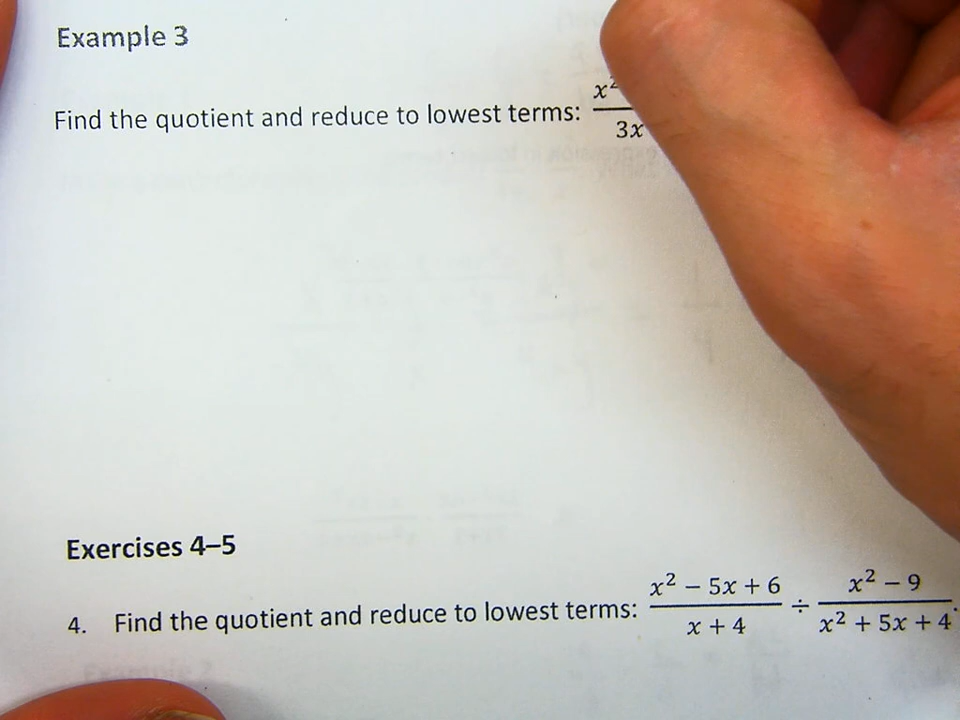 Example 3
Find the quotient and reduce to lowest terms: x² / 3x
Exercises 4–5
4. Find the quotient and reduce to lowest terms: (x² − 5x + 6)/(x + 4) ÷ (x² − 9)/(x² + 5x + 4).